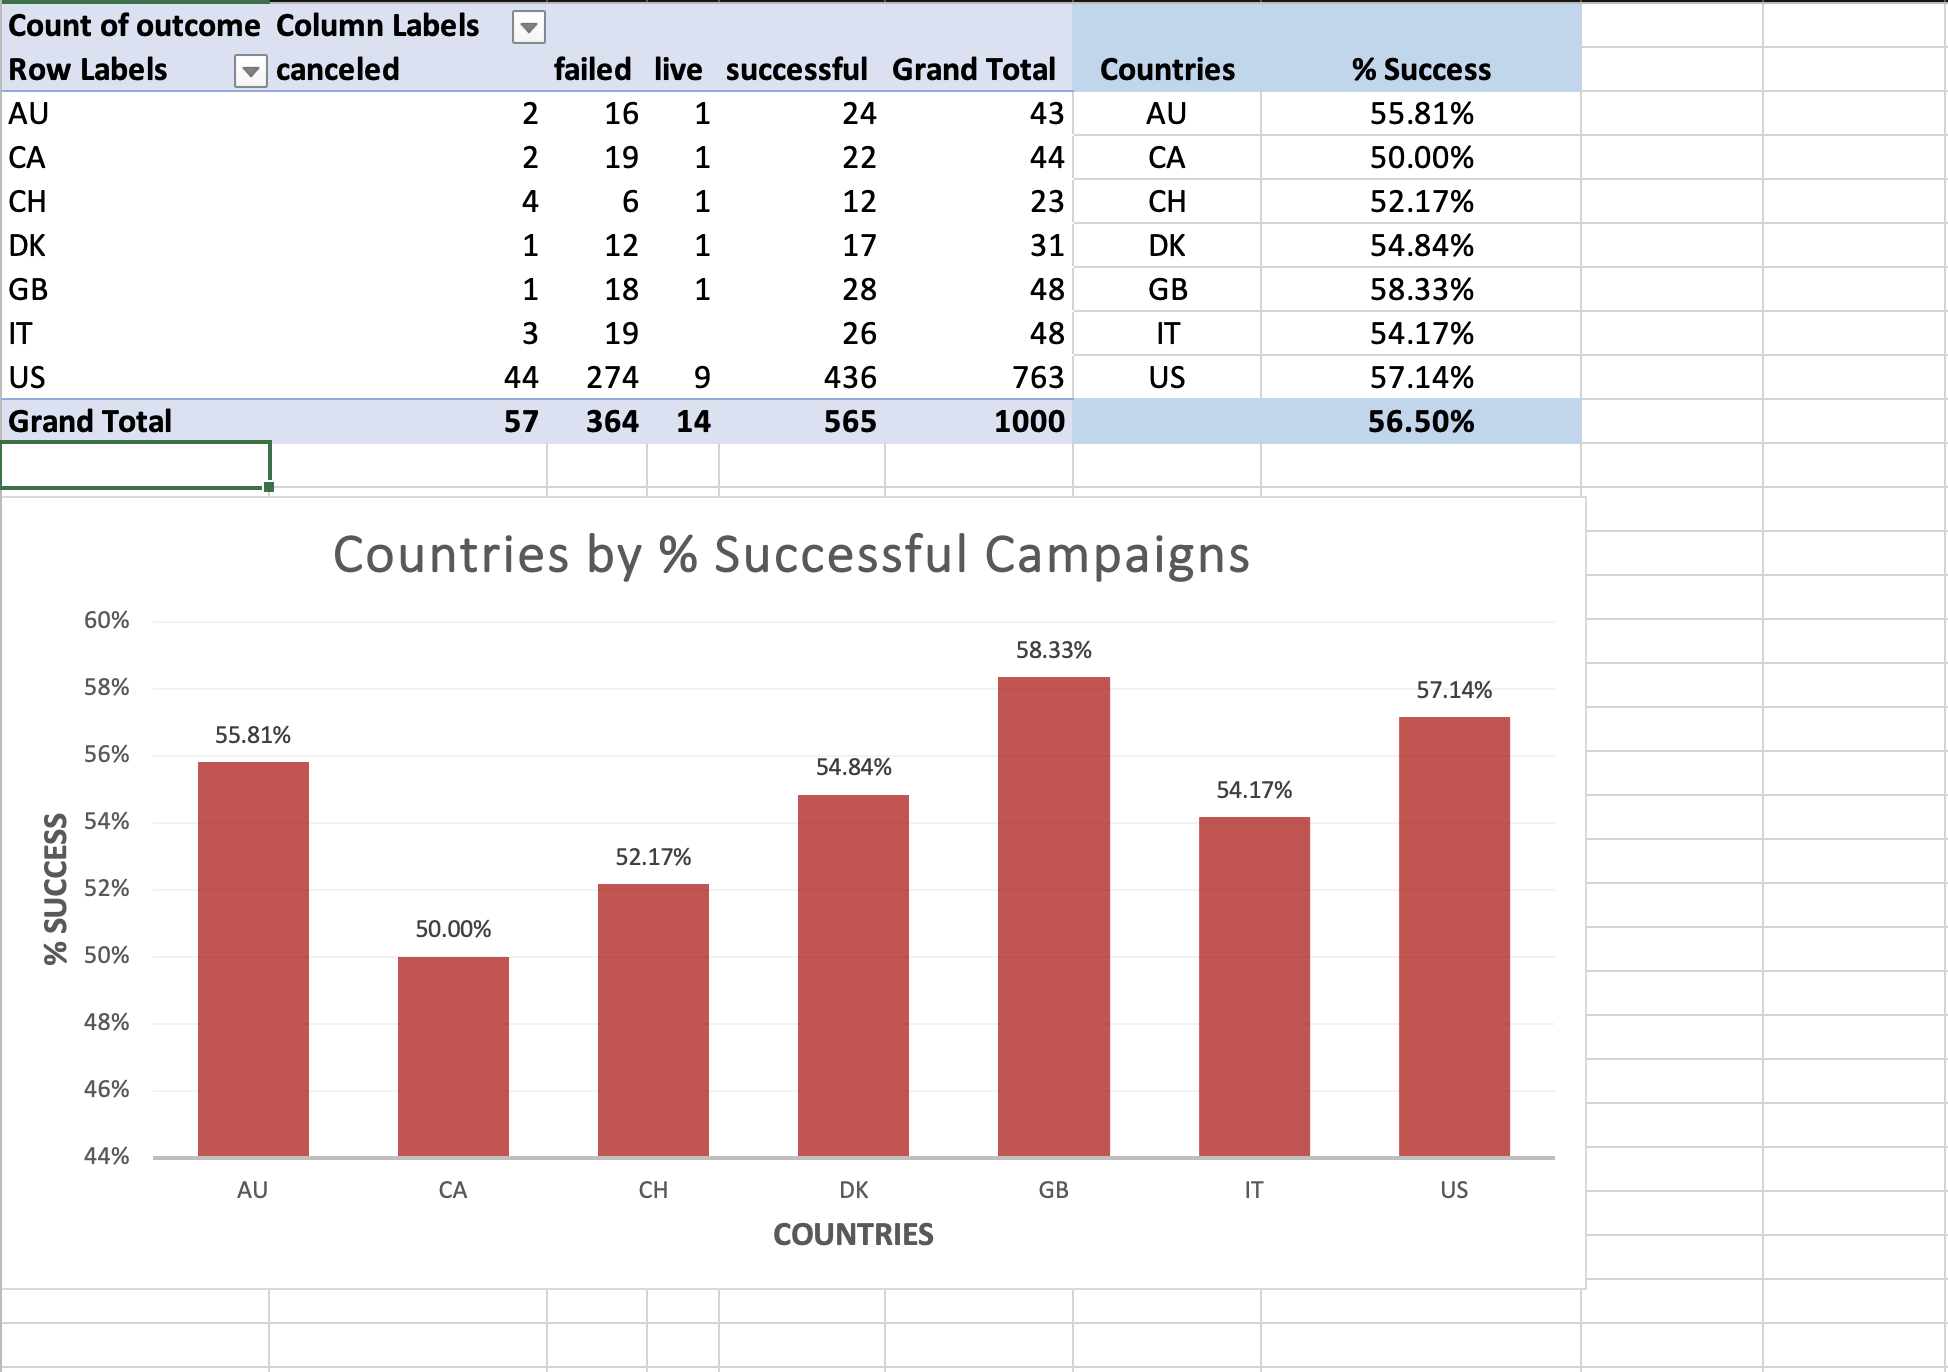 Count of outcome Column Labels
Row Labels canceled failed live successful Grand Total Countries % Success
AU 2 16 1 24 43 AU 55.81%
CA 2 19 1 22 44 CA 50.00%
CH 4 6 1 12 23 CH 52.17%
DK 1 12 1 17 31 DK 54.84%
GB 1 18 1 28 48 GB 58.33%
IT 3 19 26 48 IT 54.17%
US 44 274 9 436 763 US 57.14%
Grand Total 57 364 14 565 1000 56.50%
Countries by % Successful Campaigns
60%
58%
56%
54%
52%
50%
48%
46%
44%
% SUCCESS
55.81%
50.00%
52.17%
54.84%
58.33%
54.17%
57.14%
AU CA CH DK GB IT US
COUNTRIES